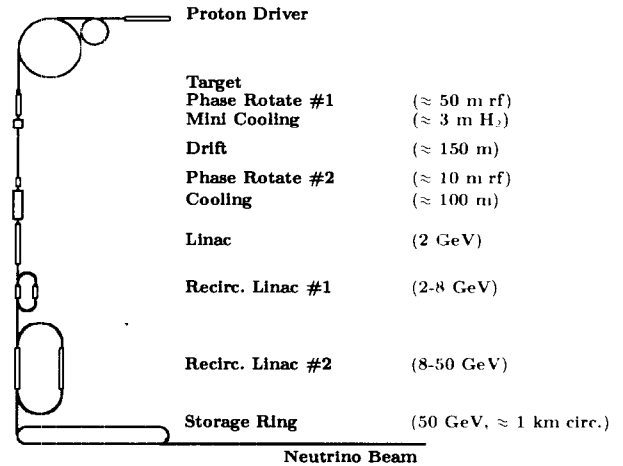 Proton Driver
Target
Phase Rotate #1 (≈ 50 m rf)
Mini Cooling (≈ 3 m H₂)
Drift (≈ 150 m)
Phase Rotate #2 (≈ 10 m rf)
Cooling (≈ 100 m)
Linac (2 GeV)
Recirc. Linac #1 (2-8 GeV)
Recirc. Linac #2 (8-50 GeV)
Storage Ring (50 GeV, ≈ 1 km circ.)
Neutrino Beam